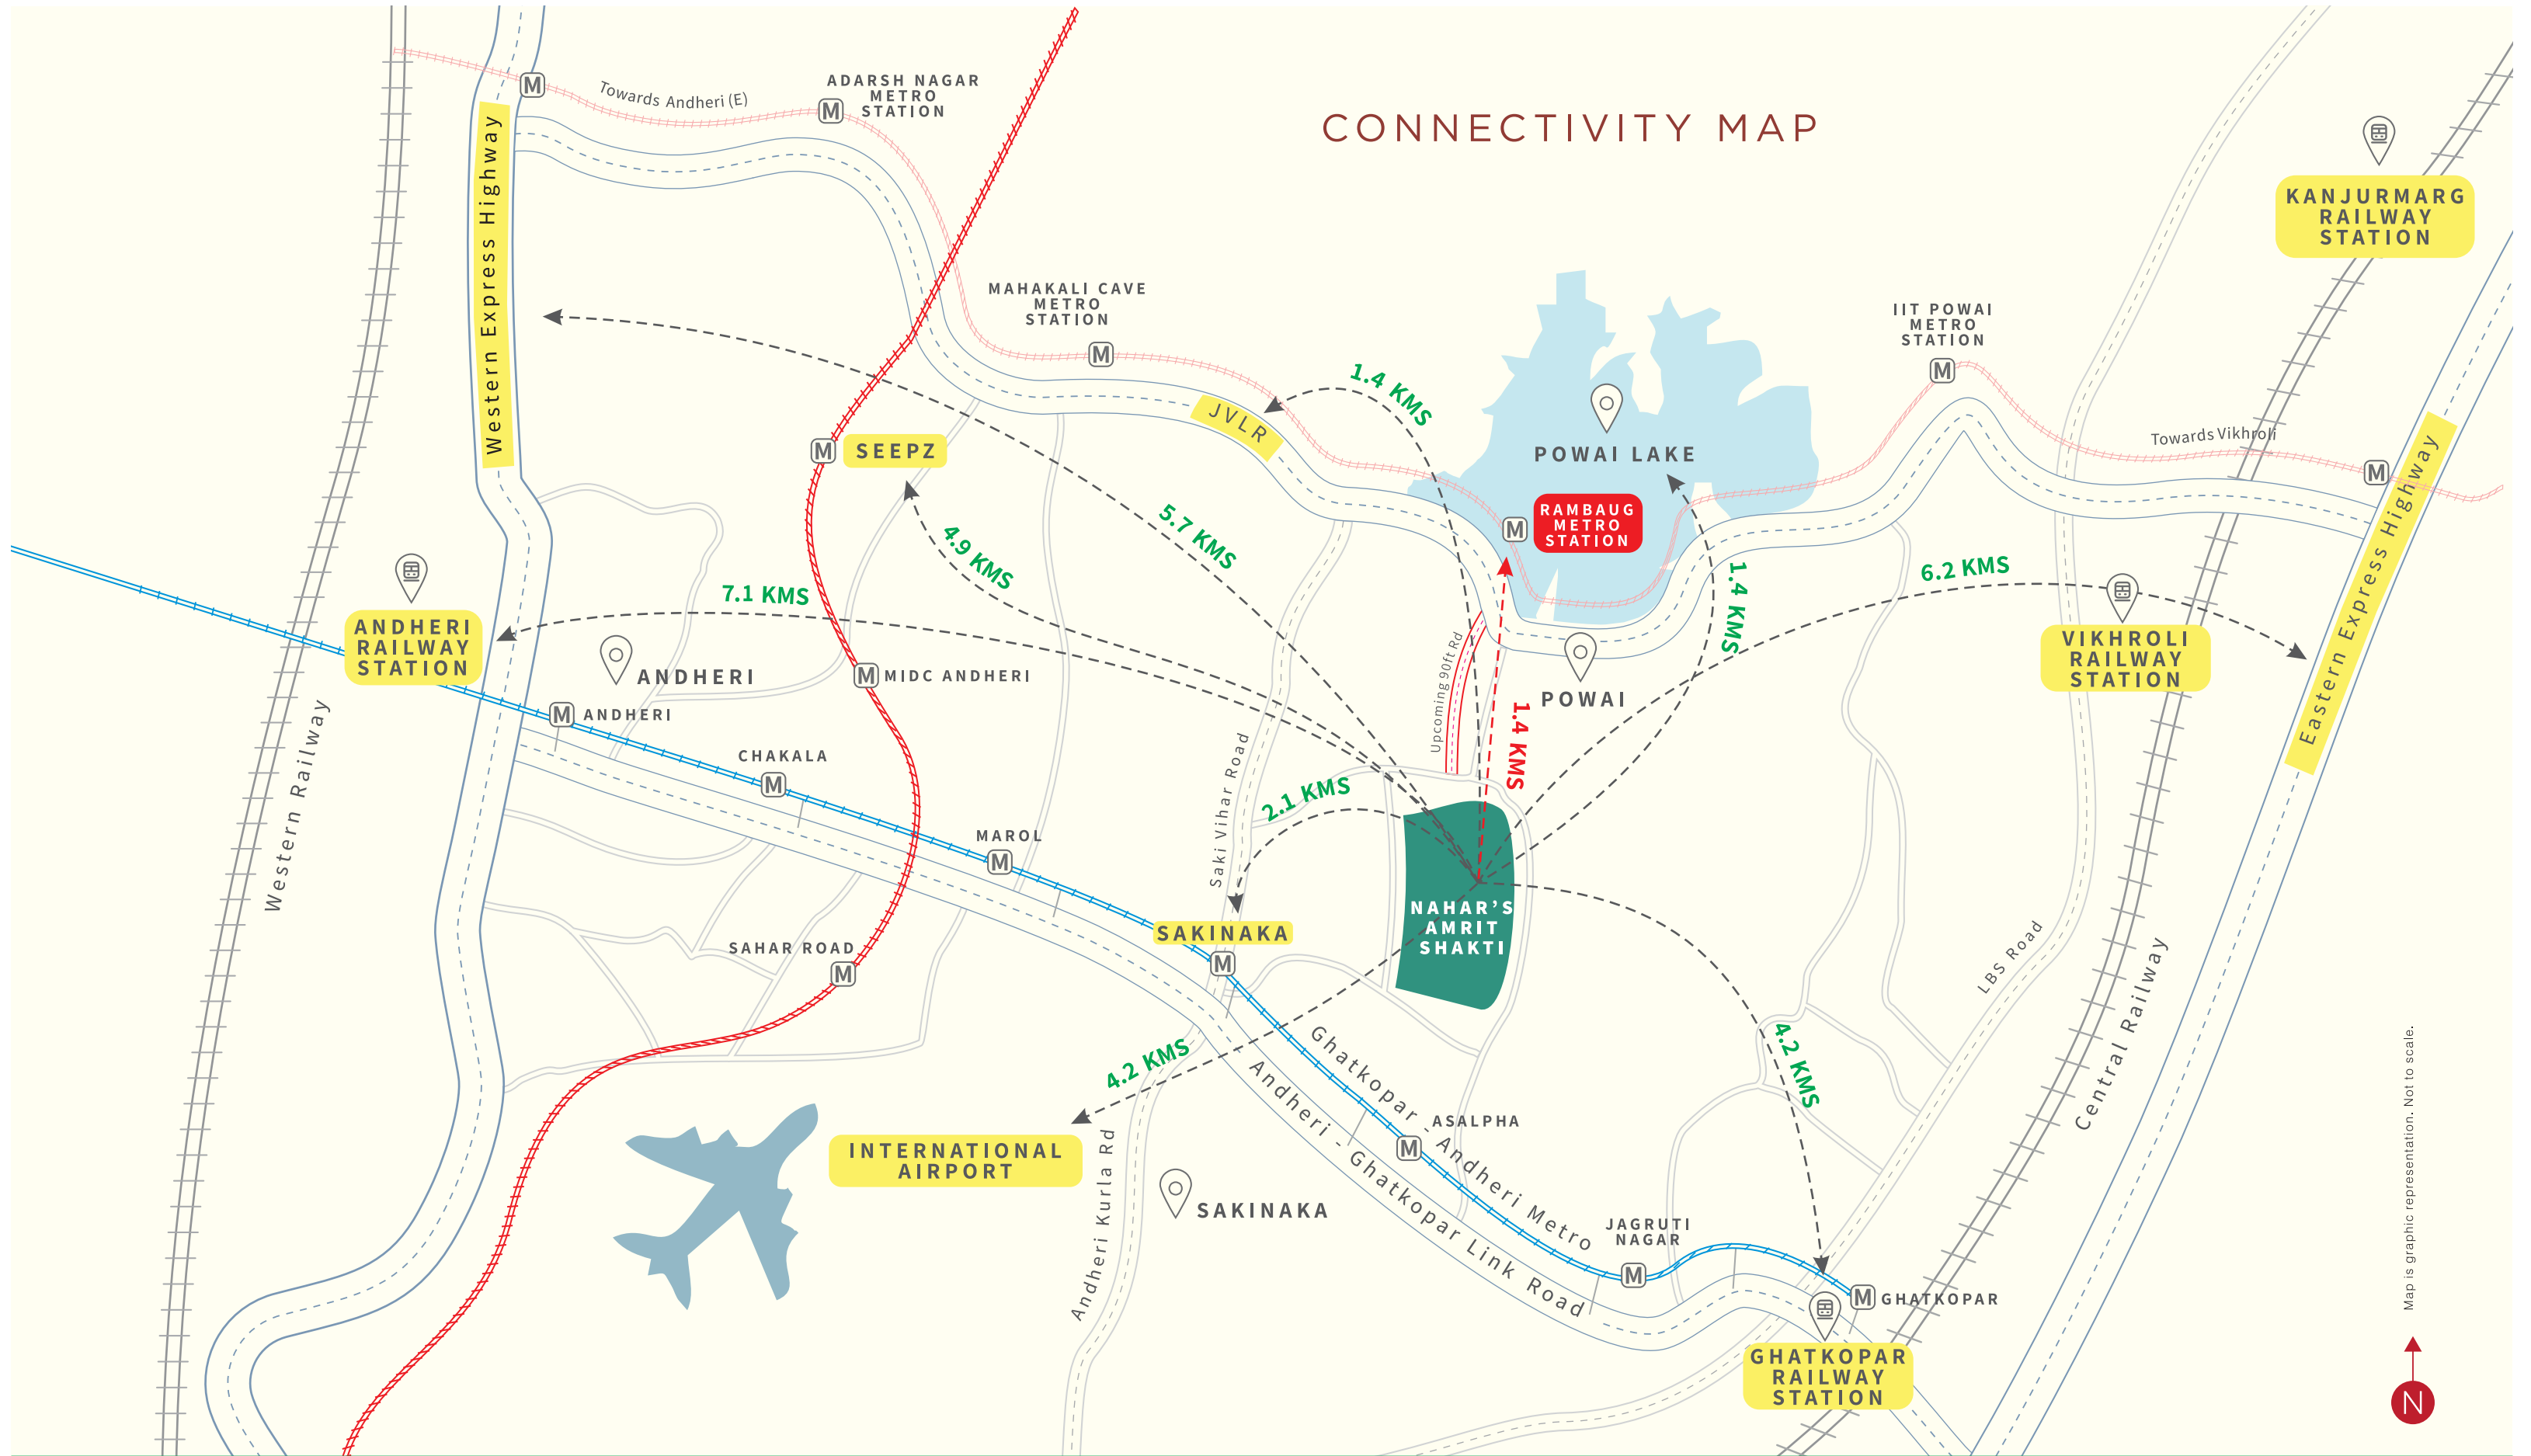 CONNECTIVITY MAP
M
Towards Andheri (E)
M
ADARSH NAGAR
METRO
STATION
Western Express Highway
KANJURMARG
RAILWAY
STATION
MAHAKALI CAVE
METRO
STATION
M
IIT POWAI
METRO
STATION
M
1.4 KMS
JVLR
POWAI LAKE
Towards Vikhroli
M
M
SEEPZ
RAMBAUG
METRO
STATION
M
5.7 KMS
4.9 KMS
7.1 KMS
1.4 KMS
6.2 KMS
Eastern Express Highway
ANDHERI
RAILWAY
STATION
ANDHERI
M
MIDC ANDHERI
Upcoming 90ft Rd
POWAI
VIKHROLI
RAILWAY
STATION
M
ANDHERI
1.4 KMS
CHAKALA
M
Western Railway
Saki Vihar Road
2.1 KMS
MAROL
M
SAKINAKA
M
NAHAR'S
AMRIT
SHAKTI
SAHAR ROAD
M
LBS Road
Central Railway
4.2 KMS
4.2 KMS
Ghatkopar - Andheri Metro
Andheri - Ghatkopar Link Road
ASALPHA
M
INTERNATIONAL
AIRPORT
Andheri Kurla Rd
SAKINAKA
JAGRUTI
NAGAR
M
M
GHATKOPAR
GHATKOPAR
RAILWAY
STATION
Map is graphic representation. Not to scale.
N